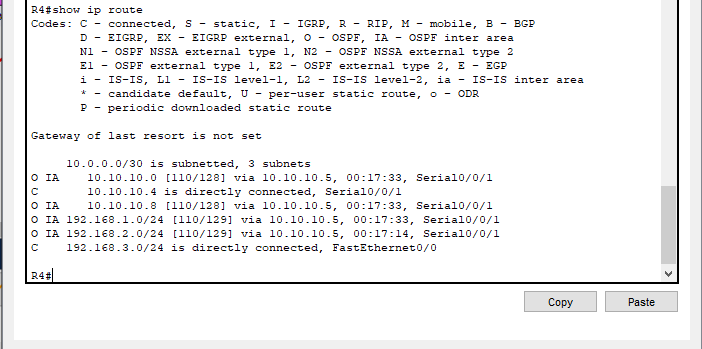 R4#show ip route
Codes: C - connected, S - static, I - IGRP, R - RIP, M - mobile, B - BGP
       D - EIGRP, EX - EIGRP external, O - OSPF, IA - OSPF inter area
       N1 - OSPF NSSA external type 1, N2 - OSPF NSSA external type 2
       E1 - OSPF external type 1, E2 - OSPF external type 2, E - EGP
       i - IS-IS, L1 - IS-IS level-1, L2 - IS-IS level-2, ia - IS-IS inter area
       * - candidate default, U - per-user static route, o - ODR
       P - periodic downloaded static route
Gateway of last resort is not set
     10.0.0.0/30 is subnetted, 3 subnets
O IA    10.10.10.0 [110/128] via 10.10.10.5, 00:17:33, Serial0/0/1
C       10.10.10.4 is directly connected, Serial0/0/1
O IA    10.10.10.8 [110/128] via 10.10.10.5, 00:17:33, Serial0/0/1
O IA 192.168.1.0/24 [110/129] via 10.10.10.5, 00:17:33, Serial0/0/1
O IA 192.168.2.0/24 [110/129] via 10.10.10.5, 00:17:14, Serial0/0/1
C    192.168.3.0/24 is directly connected, FastEthernet0/0
R4#
Copy Paste